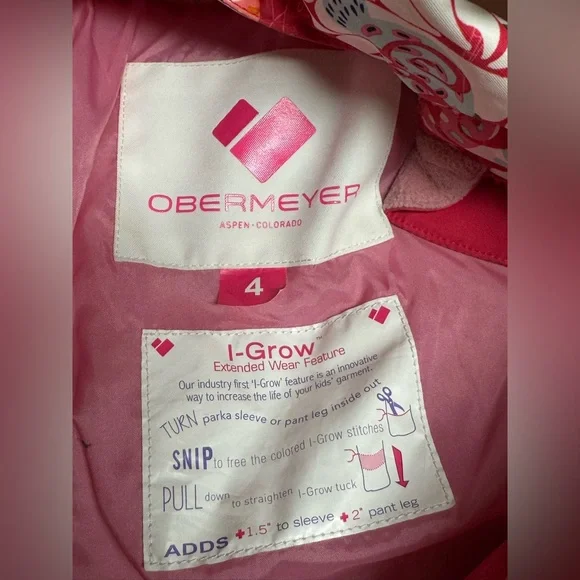 OBERMEYER
ASPEN-COLORADO
4
I-Grow™
Extended Wear Feature
Our industry first 'I-Grow' feature is an innovative
way to increase the life of your kids' garment.
TURN parka sleeve or pant leg inside out
SNIP to free the colored I-Grow stitches
PULL down to straighten I-Grow tuck
ADDS +1.5" to sleeve +2" pant leg